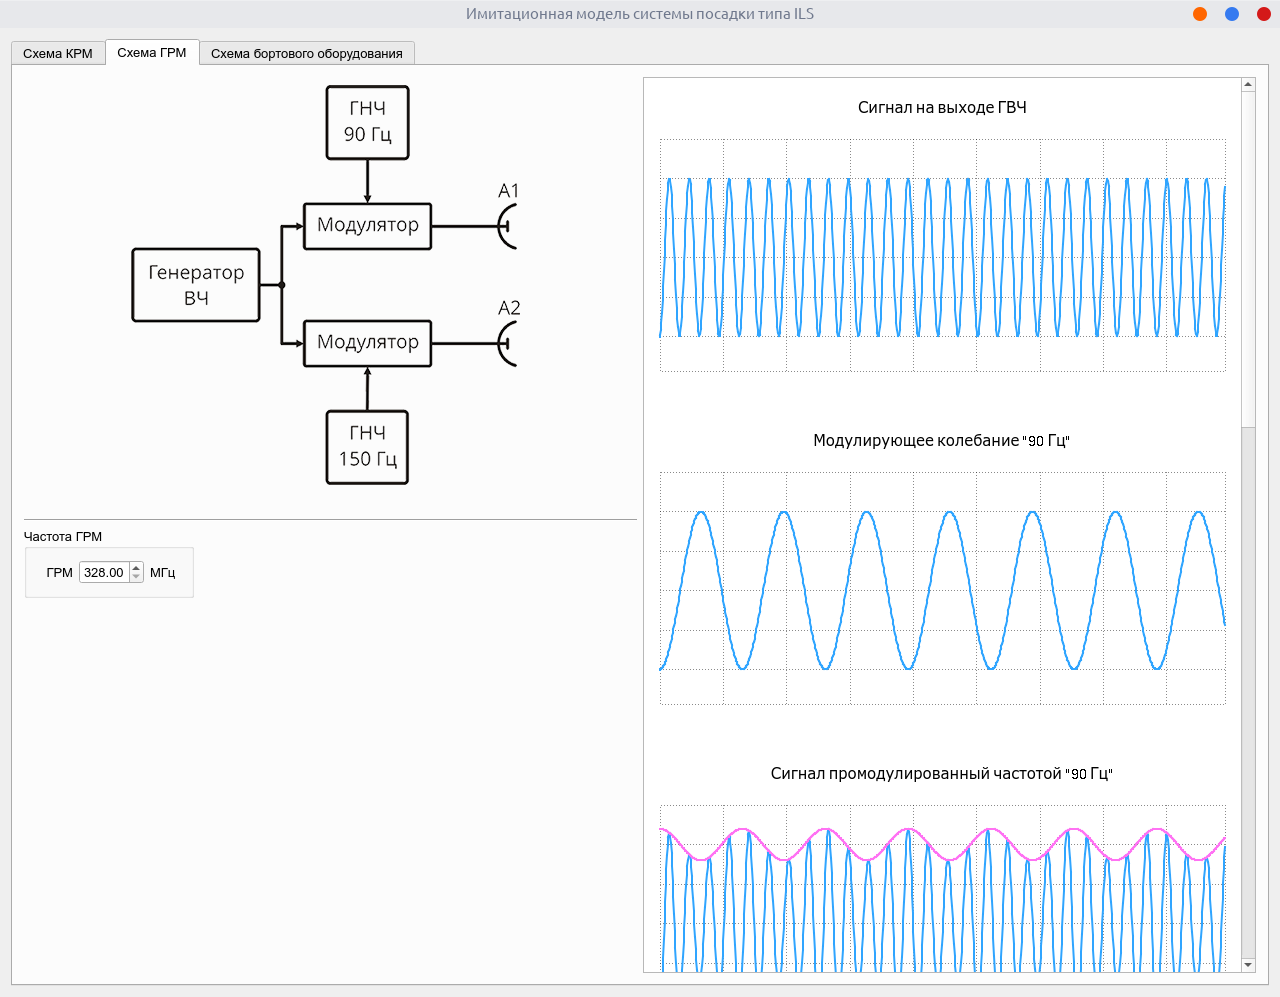 Имитационная модель системы посадки типа ILS
Схема КРМ
Схема ГРМ
Схема бортового оборудования
ГНЧ
90 Гц
A1
Модулятор
Генератор
ВЧ
A2
Модулятор
ГНЧ
150 Гц
Частота ГРМ
ГРМ 328.00 МГц
Сигнал на выходе ГВЧ
Модулирующее колебание "90 Гц"
Сигнал промодулированный частотой "90 Гц"